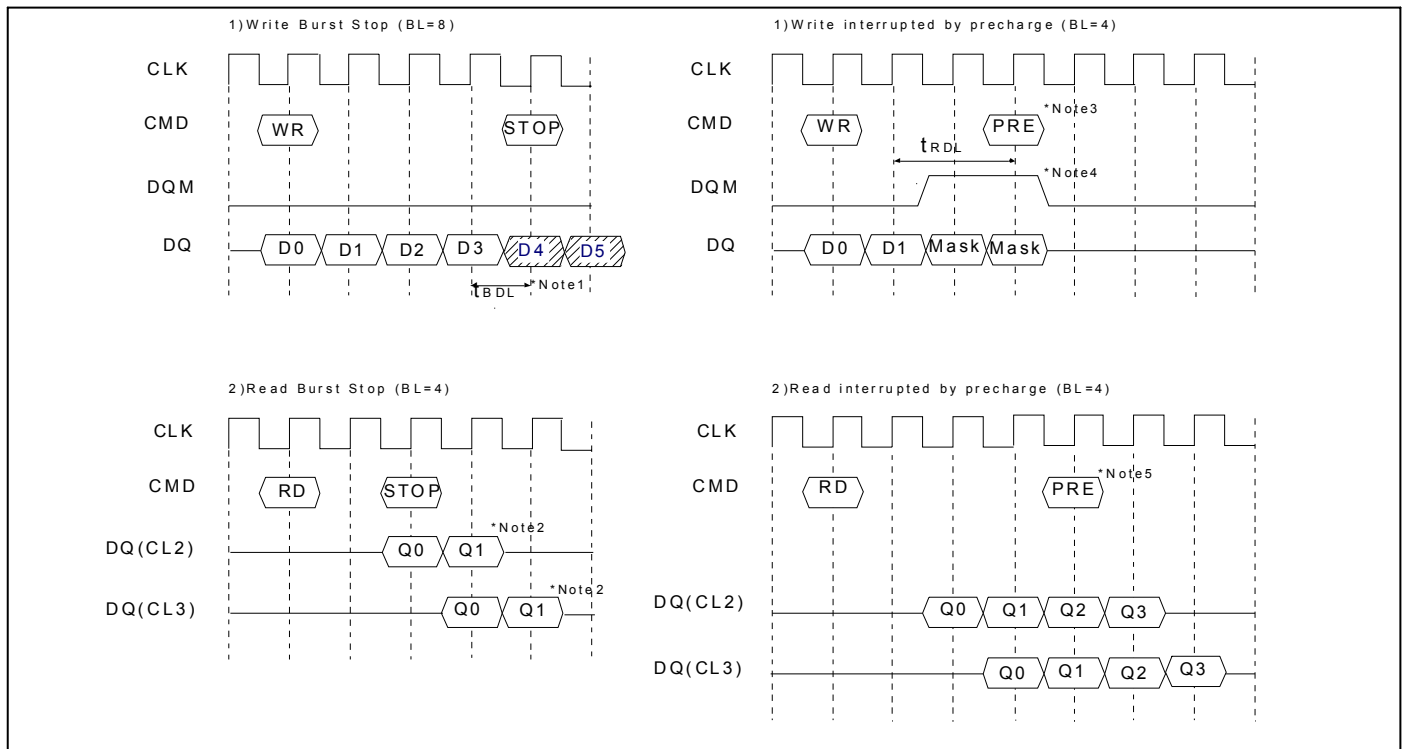 1)Write Burst Stop (BL=8)
CLK
CMD WR STOP
DQM
DQ D0 D1 D2 D3 D4 D5
tBDL *Note1
1)Write interrupted by precharge (BL=4)
CLK
CMD WR PRE *Note3
tRDL
DQM *Note4
DQ D0 D1 Mask Mask
2)Read Burst Stop (BL=4)
CLK
CMD RD STOP
DQ(CL2) Q0 Q1 *Note2
DQ(CL3) Q0 Q1 *Note2
2)Read interrupted by precharge (BL=4)
CLK
CMD RD PRE *Note5
DQ(CL2) Q0 Q1 Q2 Q3
DQ(CL3) Q0 Q1 Q2 Q3